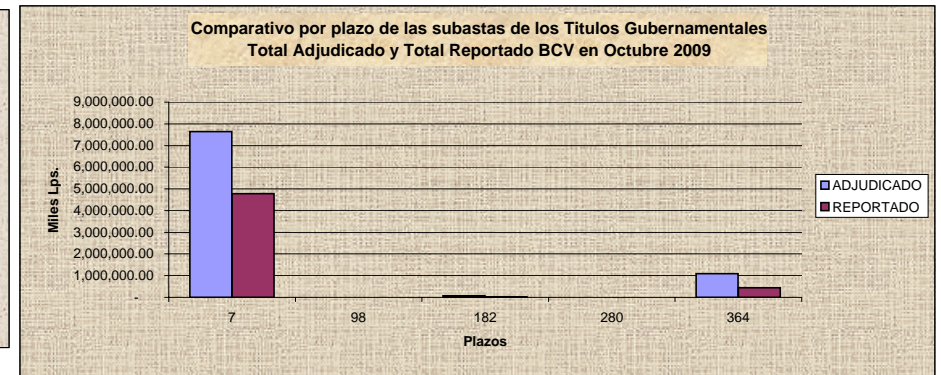 Comparativo por plazo de las subastas de los Titulos Gubernamentales
Total Adjudicado y Total Reportado BCV en Octubre 2009
9,000,000.00
8,000,000.00
7,000,000.00
6,000,000.00
5,000,000.00
4,000,000.00
3,000,000.00
2,000,000.00
1,000,000.00
-
Miles Lps.
7 98 182 280 364
Plazos
ADJUDICADO
REPORTADO